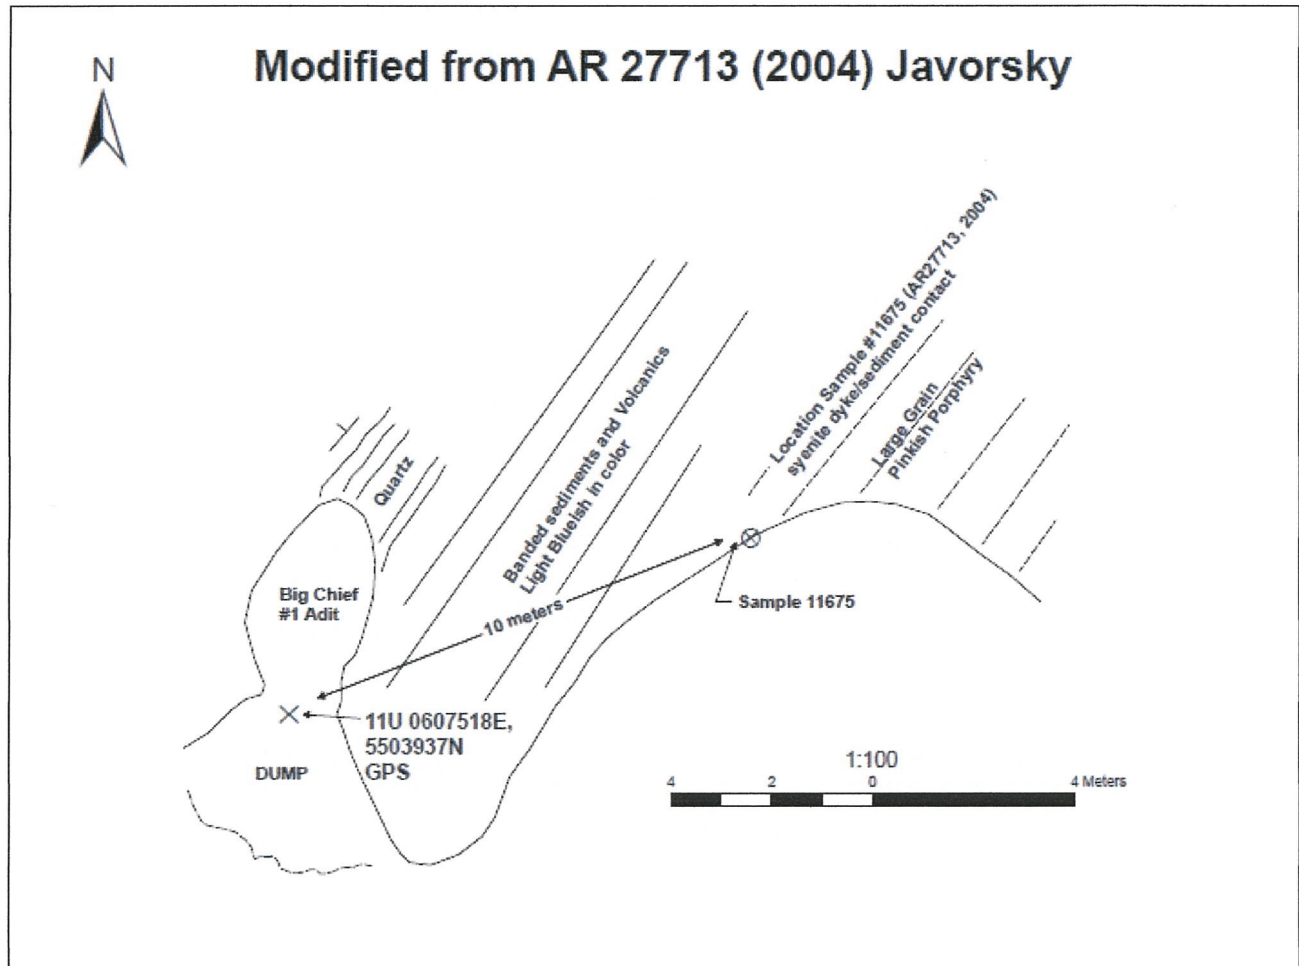 Modified from AR 27713 (2004) Javorsky
N
Location Sample #11675 (AR27713, 2004)
syenite dyke/sediment contact
Large Grain
Pinkish Porphyry
Banded sediments and Volcanics
Light Blueish in color
Quartz
Big Chief
#1 Adit
10 meters
Sample 11675
11U 0607518E,
5503937N
GPS
DUMP
1:100
4 2 0 4 Meters